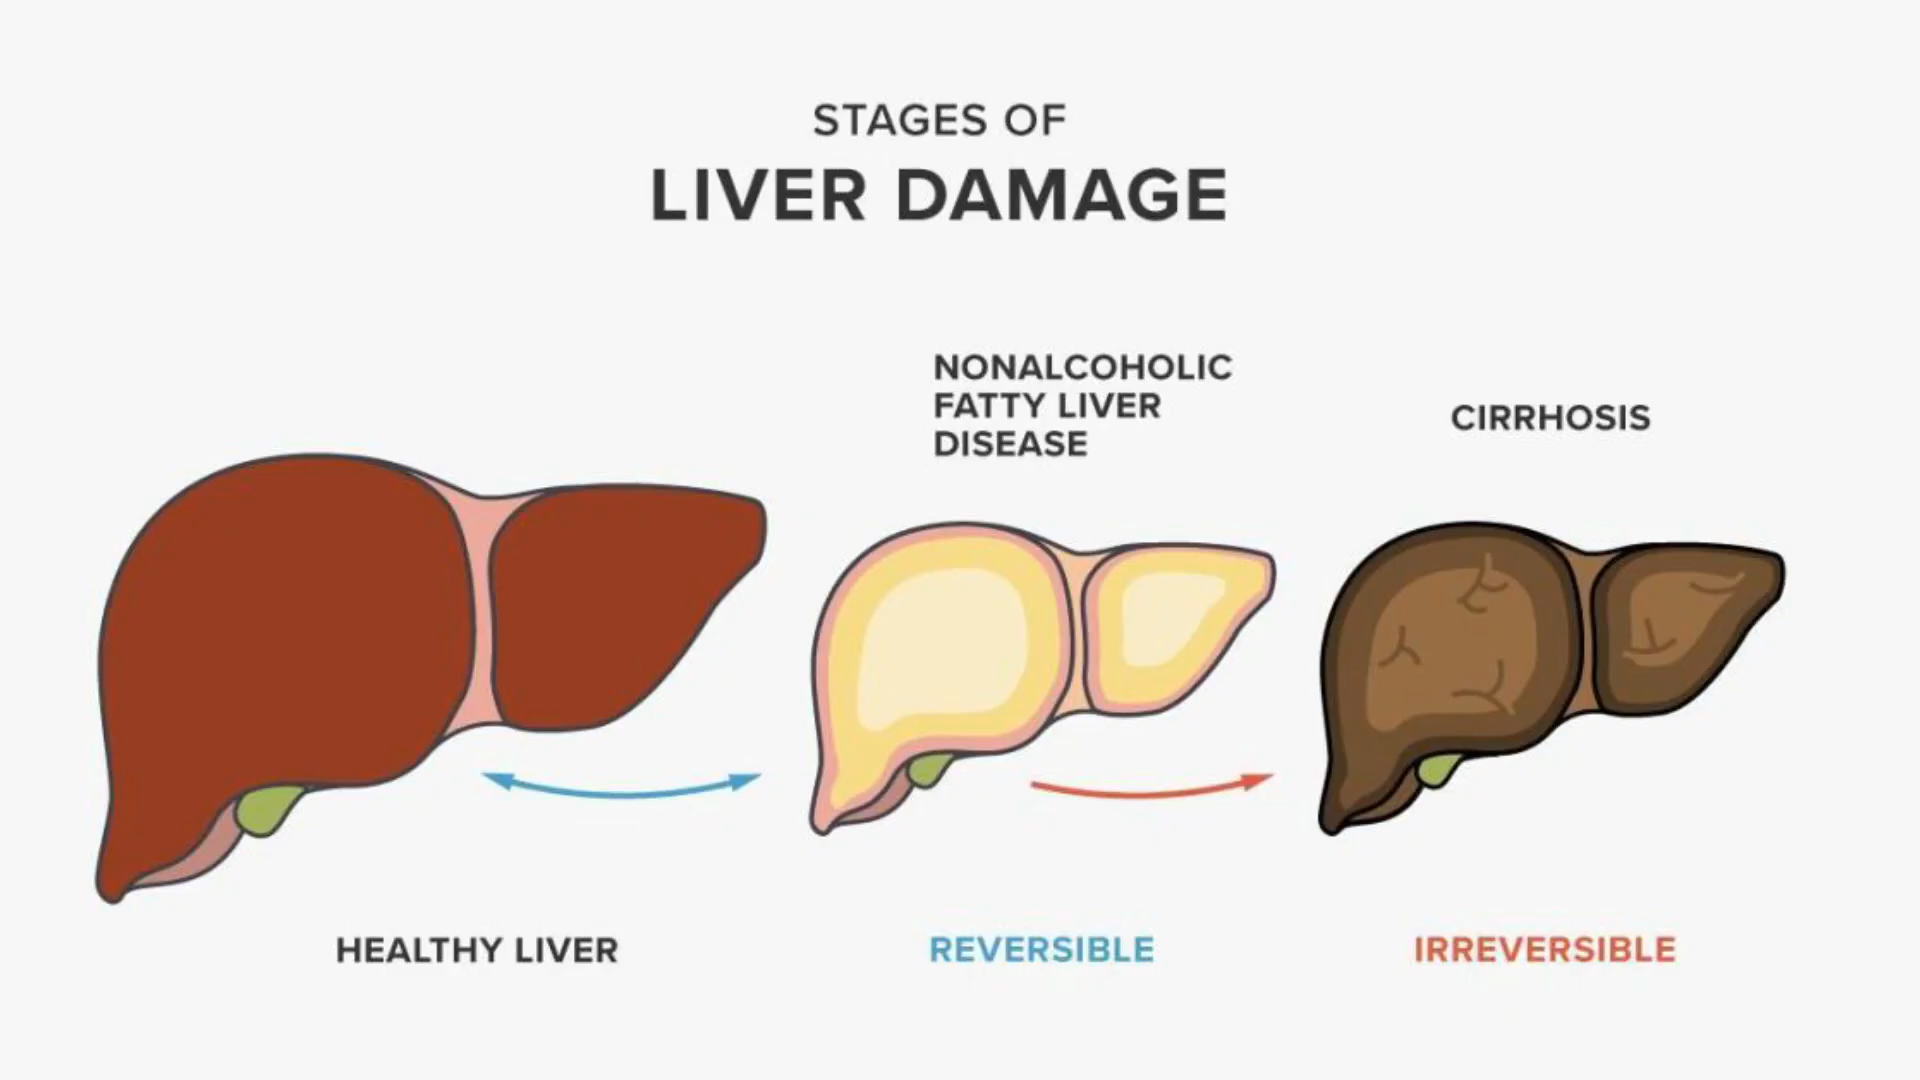 STAGES OF
LIVER DAMAGE
NONALCOHOLIC
FATTY LIVER
DISEASE
CIRRHOSIS
HEALTHY LIVER
REVERSIBLE
IRREVERSIBLE